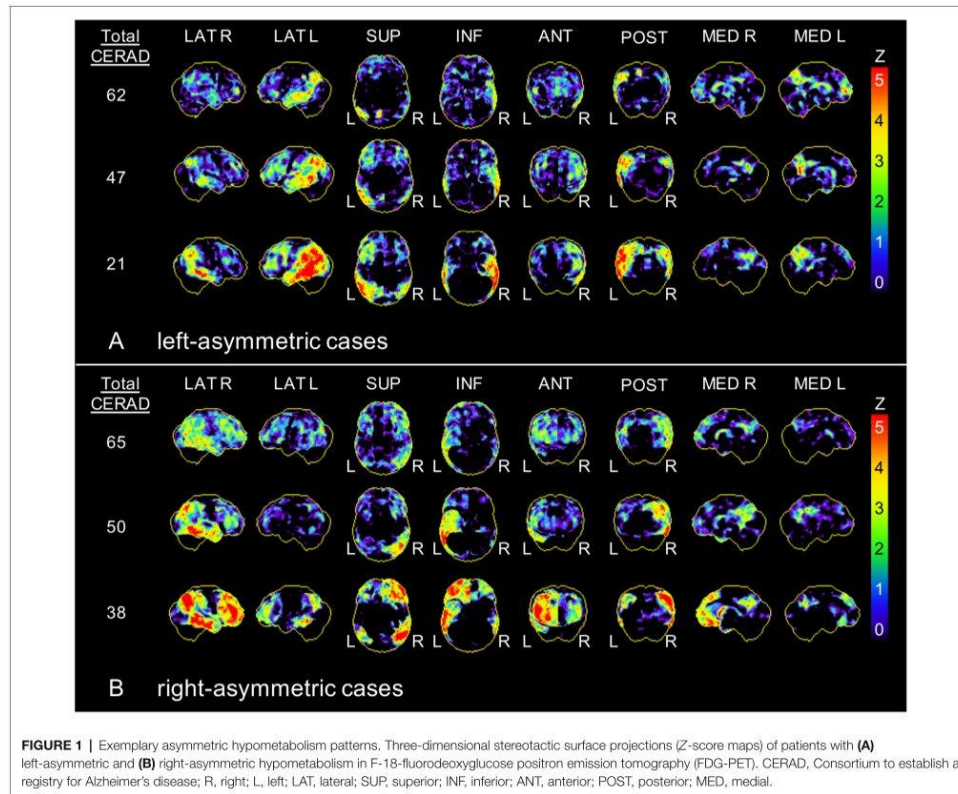 Total CERAD LAT R LAT L SUP INF ANT POST MED R MED L Z
62
L R L R L R L R
47
L R L R L R L R
21
L R L R L R L R
5
4
3
2
1
0
A left-asymmetric cases
Total CERAD LAT R LAT L SUP INF ANT POST MED R MED L Z
65
L R L R L R L R
50
L R L R L R L R
38
L R L R L R L R
5
4
3
2
1
0
B right-asymmetric cases
FIGURE 1 | Exemplary asymmetric hypometabolism patterns. Three-dimensional stereotactic surface projections (Z-score maps) of patients with (A)
left-asymmetric and (B) right-asymmetric hypometabolism in F-18-fluorodeoxyglucose positron emission tomography (FDG-PET). CERAD, Consortium to establish a
registry for Alzheimer's disease; R, right; L, left; LAT, lateral; SUP, superior; INF, inferior; ANT, anterior; POST, posterior; MED, medial.